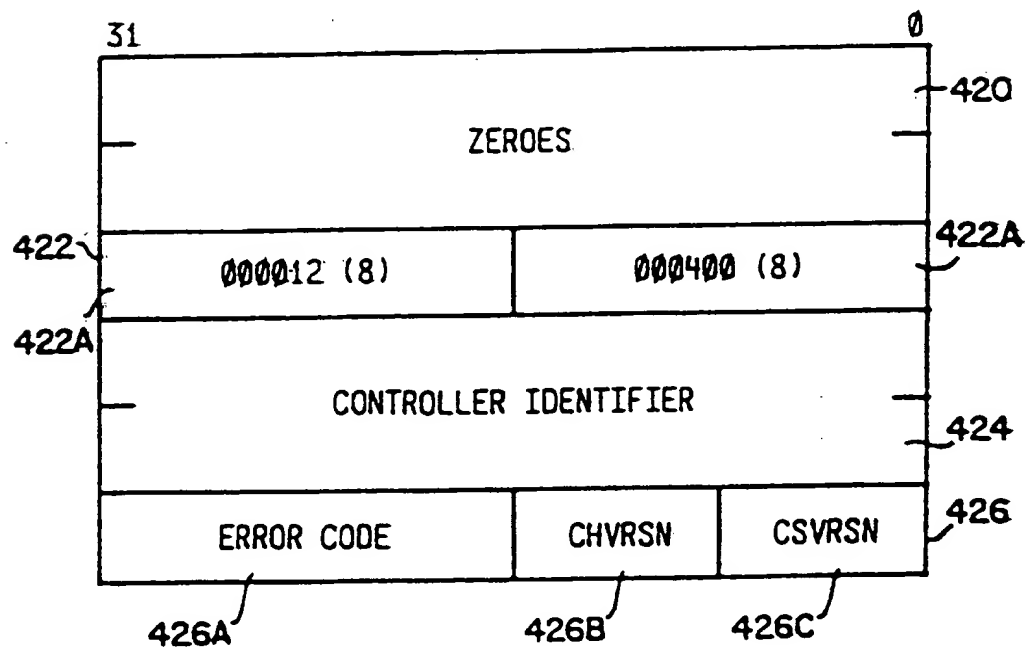 31 0
420
ZEROES
422 000012 (8) 000400 (8) 422A
422A
CONTROLLER IDENTIFIER
424
ERROR CODE CHVRSN CSVRSN 426
426A 426B 426C